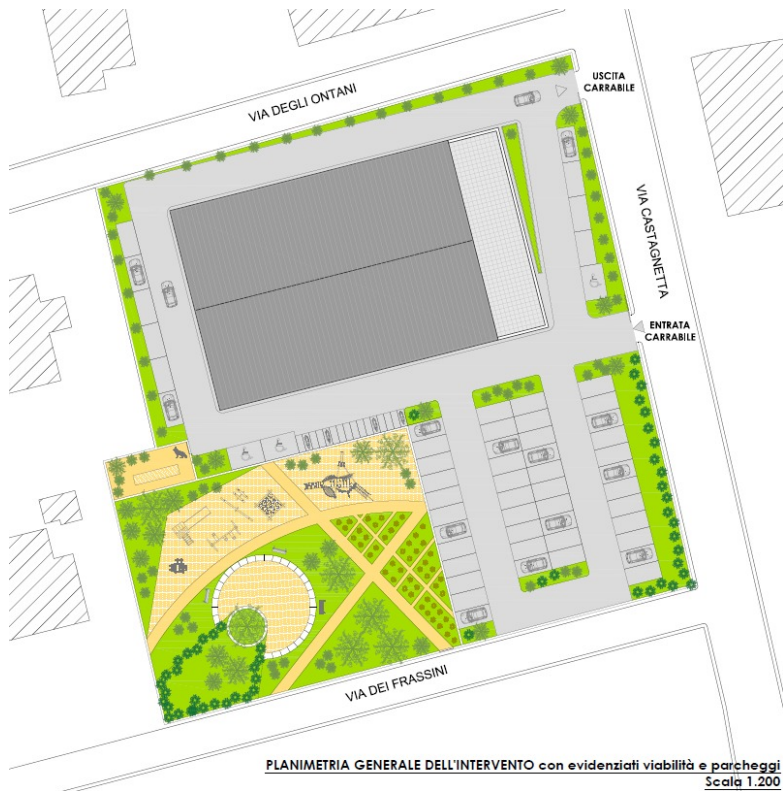 USCITA
CARRABILE
VIA DEGLI ONTANI
VIA CASTAGNETTA
ENTRATA
CARRABILE
VIA DEI FRASSINI
PLANIMETRIA GENERALE DELL'INTERVENTO con evidenziati viabilità e parcheggi
Scala 1.200